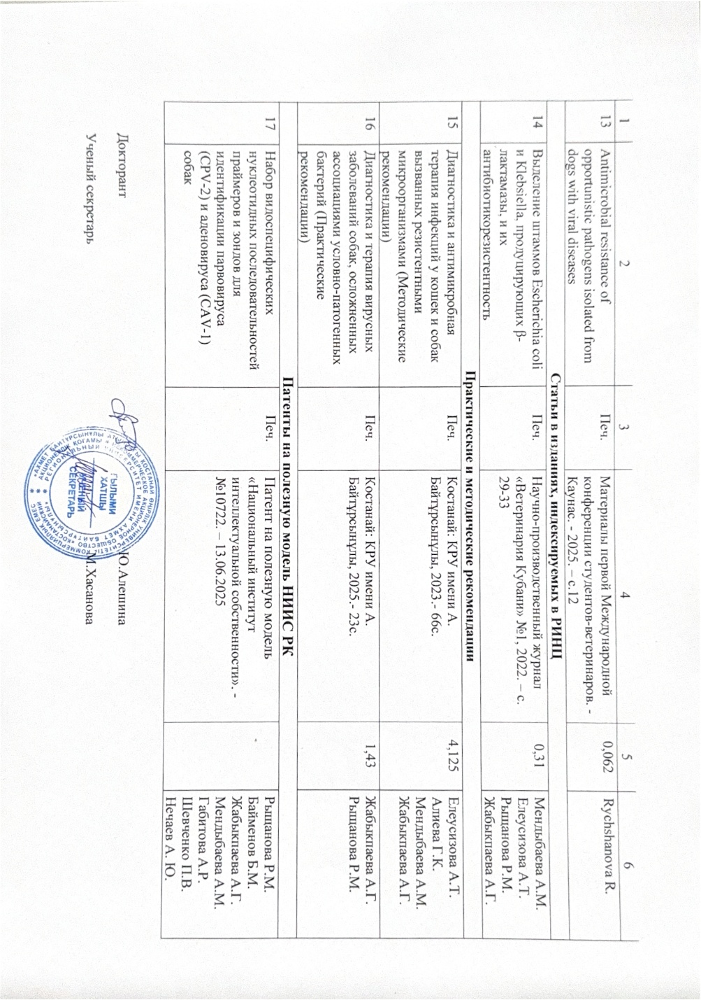 1 2 3 4 5 6
13 Antimicrobial resistance of opportunistic pathogens isolated from dogs with viral diseases Печ. Материалы первой Международной конференции студентов-ветеринаров. - Каунас. - 2025. – с.12 0,062 Rychshanova R.
Статьи в изданиях, индексируемых в РИНЦ
14 Выделение штаммов Escherichia coli и Klebsiella, продуцирующих β-лактамазы, и их антибиотикорезистентность Печ. Научно-производственный журнал «Ветеринария Кубани» №1, 2022. – с. 29-33 0,31 Мендыбаева А.М. Елеусизова А.Т. Рыщанова Р.М. Жабыкпаева А.Г.
Практические и методические рекомендации
15 Диагностика и антимикробная терапия инфекций у кошек и собак вызванных резистентными микроорганизмами (Методические рекомендации) Печ. Костанай: КРУ имени А. Байтұрсынұлы, 2023.- 66с. 4,125 Елеусизова А.Т. Алиева Г.К. Мендыбаева А.М. Жабыкпаева А.Г.
16 Диагностика и терапия вирусных заболеваний собак, осложненных ассоциациями условно-патогенных бактерий (Практические рекомендации) Печ. Костанай: КРУ имени А. Байтұрсынұлы, 2025.- 23с. 1,43 Жабыкпаева А.Г. Рыщанова Р.М.
Патенты на полезную модель НИИС РК
17 Набор видоспецифических нуклеотидных последовательностей праймеров и зондов для идентификации парвовируса (CPV-2) и аденовируса (CAV-1) собак Печ. Патент на полезную модель «Национальный институт интеллектуальной собственности». - №10722. – 13.06.2025 Рыщанова Р.М. Байменов Б.М. Жабыкпаева А.Г. Мендыбаева А.М. Габитова А.Р. Шевченко П.В. Нечаев А. Ю.
Докторант Ю.Алешина
Ученый секретарь М.Хасанова
ҒЫЛЫМИ
ХАТШЫ
УЧЕНЫЙ
СЕКРЕТАРЬ